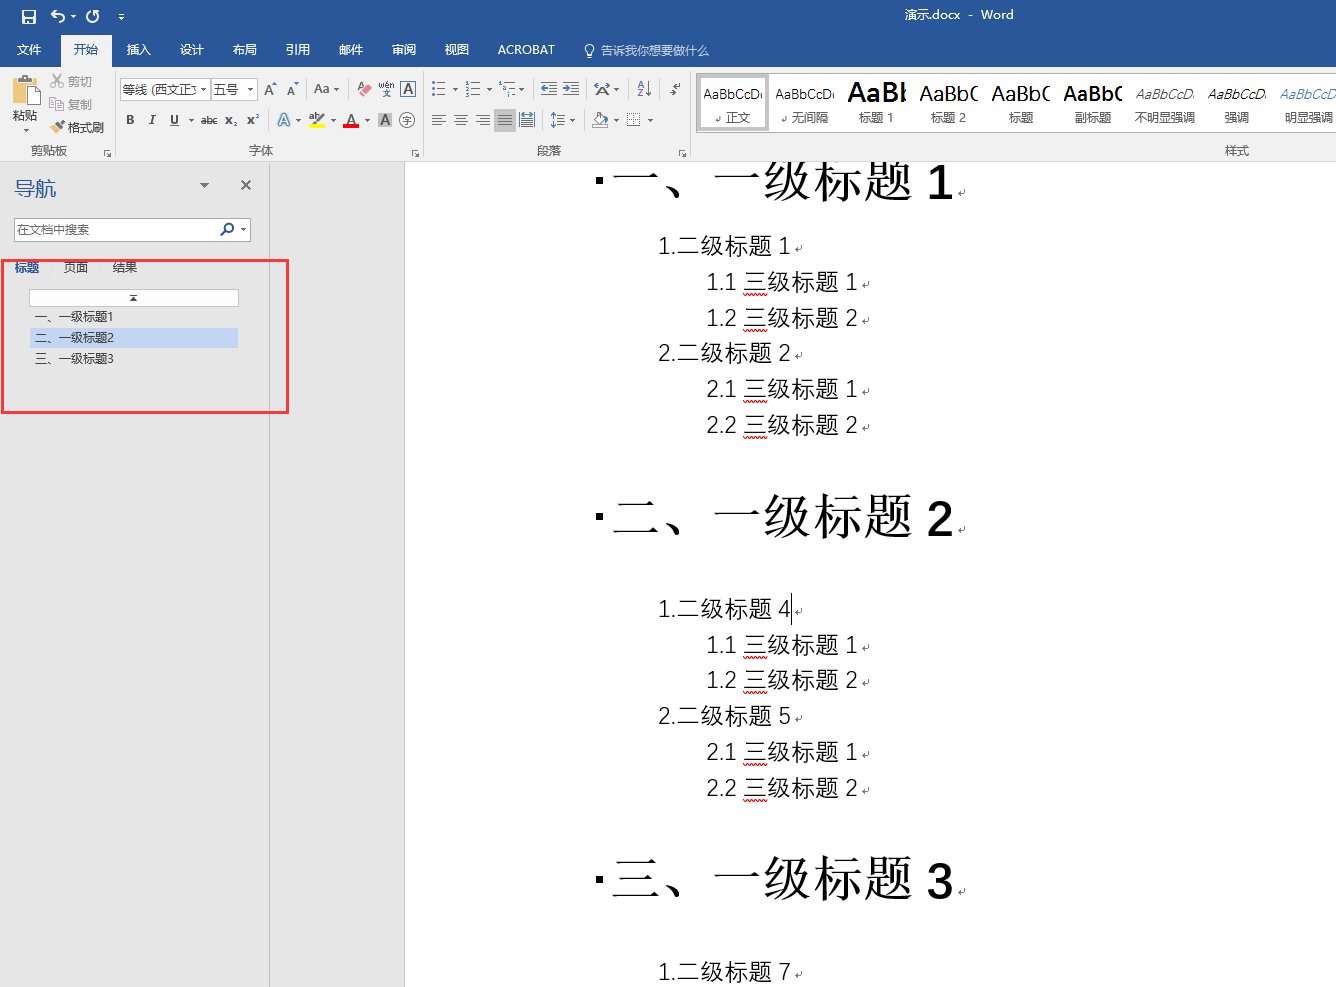 演示.docx - Word
文件 开始 插入 设计 布局 引用 邮件 审阅 视图 ACROBAT 告诉我你想要做什么
粘贴 剪切 复制 格式刷
剪贴板
等线 (西文正文 五号 A A Aa wén A
B I U abc x₂ x² A aby A A 字
字体
段落
AaBbCcDc AaBbCcDc AaBb AaBbC AaBbC AaBbC AaBbCcD. AaBbCcD. AaBbCcD
正文 无间隔 标题 1 标题 2 标题 副标题 不明显强调 强调 明显强调
样式
导航
在文档中搜索
标题 页面 结果
一、一级标题1
二、一级标题2
三、一级标题3
一、一级标题 1
1.二级标题 1
1.1 三级标题 1
1.2 三级标题 2
2.二级标题 2
2.1 三级标题 1
2.2 三级标题 2
二、一级标题 2
1.二级标题 4
1.1 三级标题 1
1.2 三级标题 2
2.二级标题 5
2.1 三级标题 1
2.2 三级标题 2
三、一级标题 3
1.二级标题 7